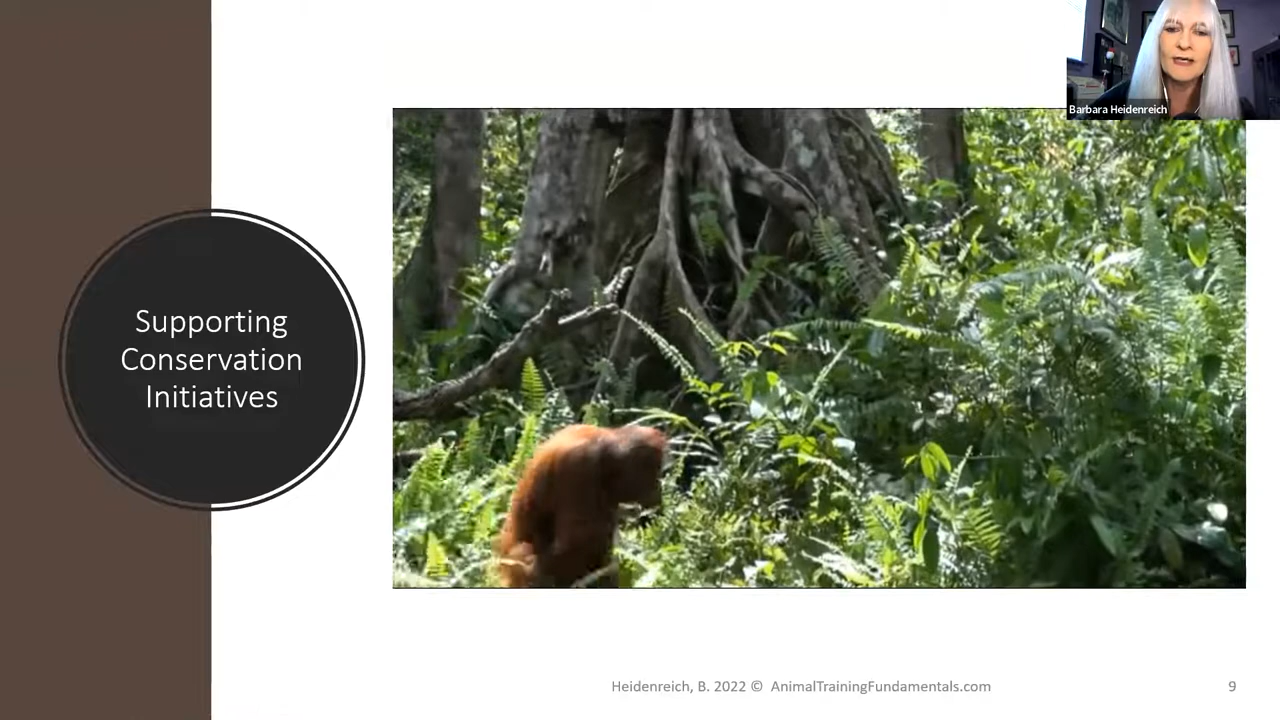 Barbara Heidenreich
Supporting
Conservation
Initiatives
Heidenreich, B. 2022 © AnimalTrainingFundamentals.com
9